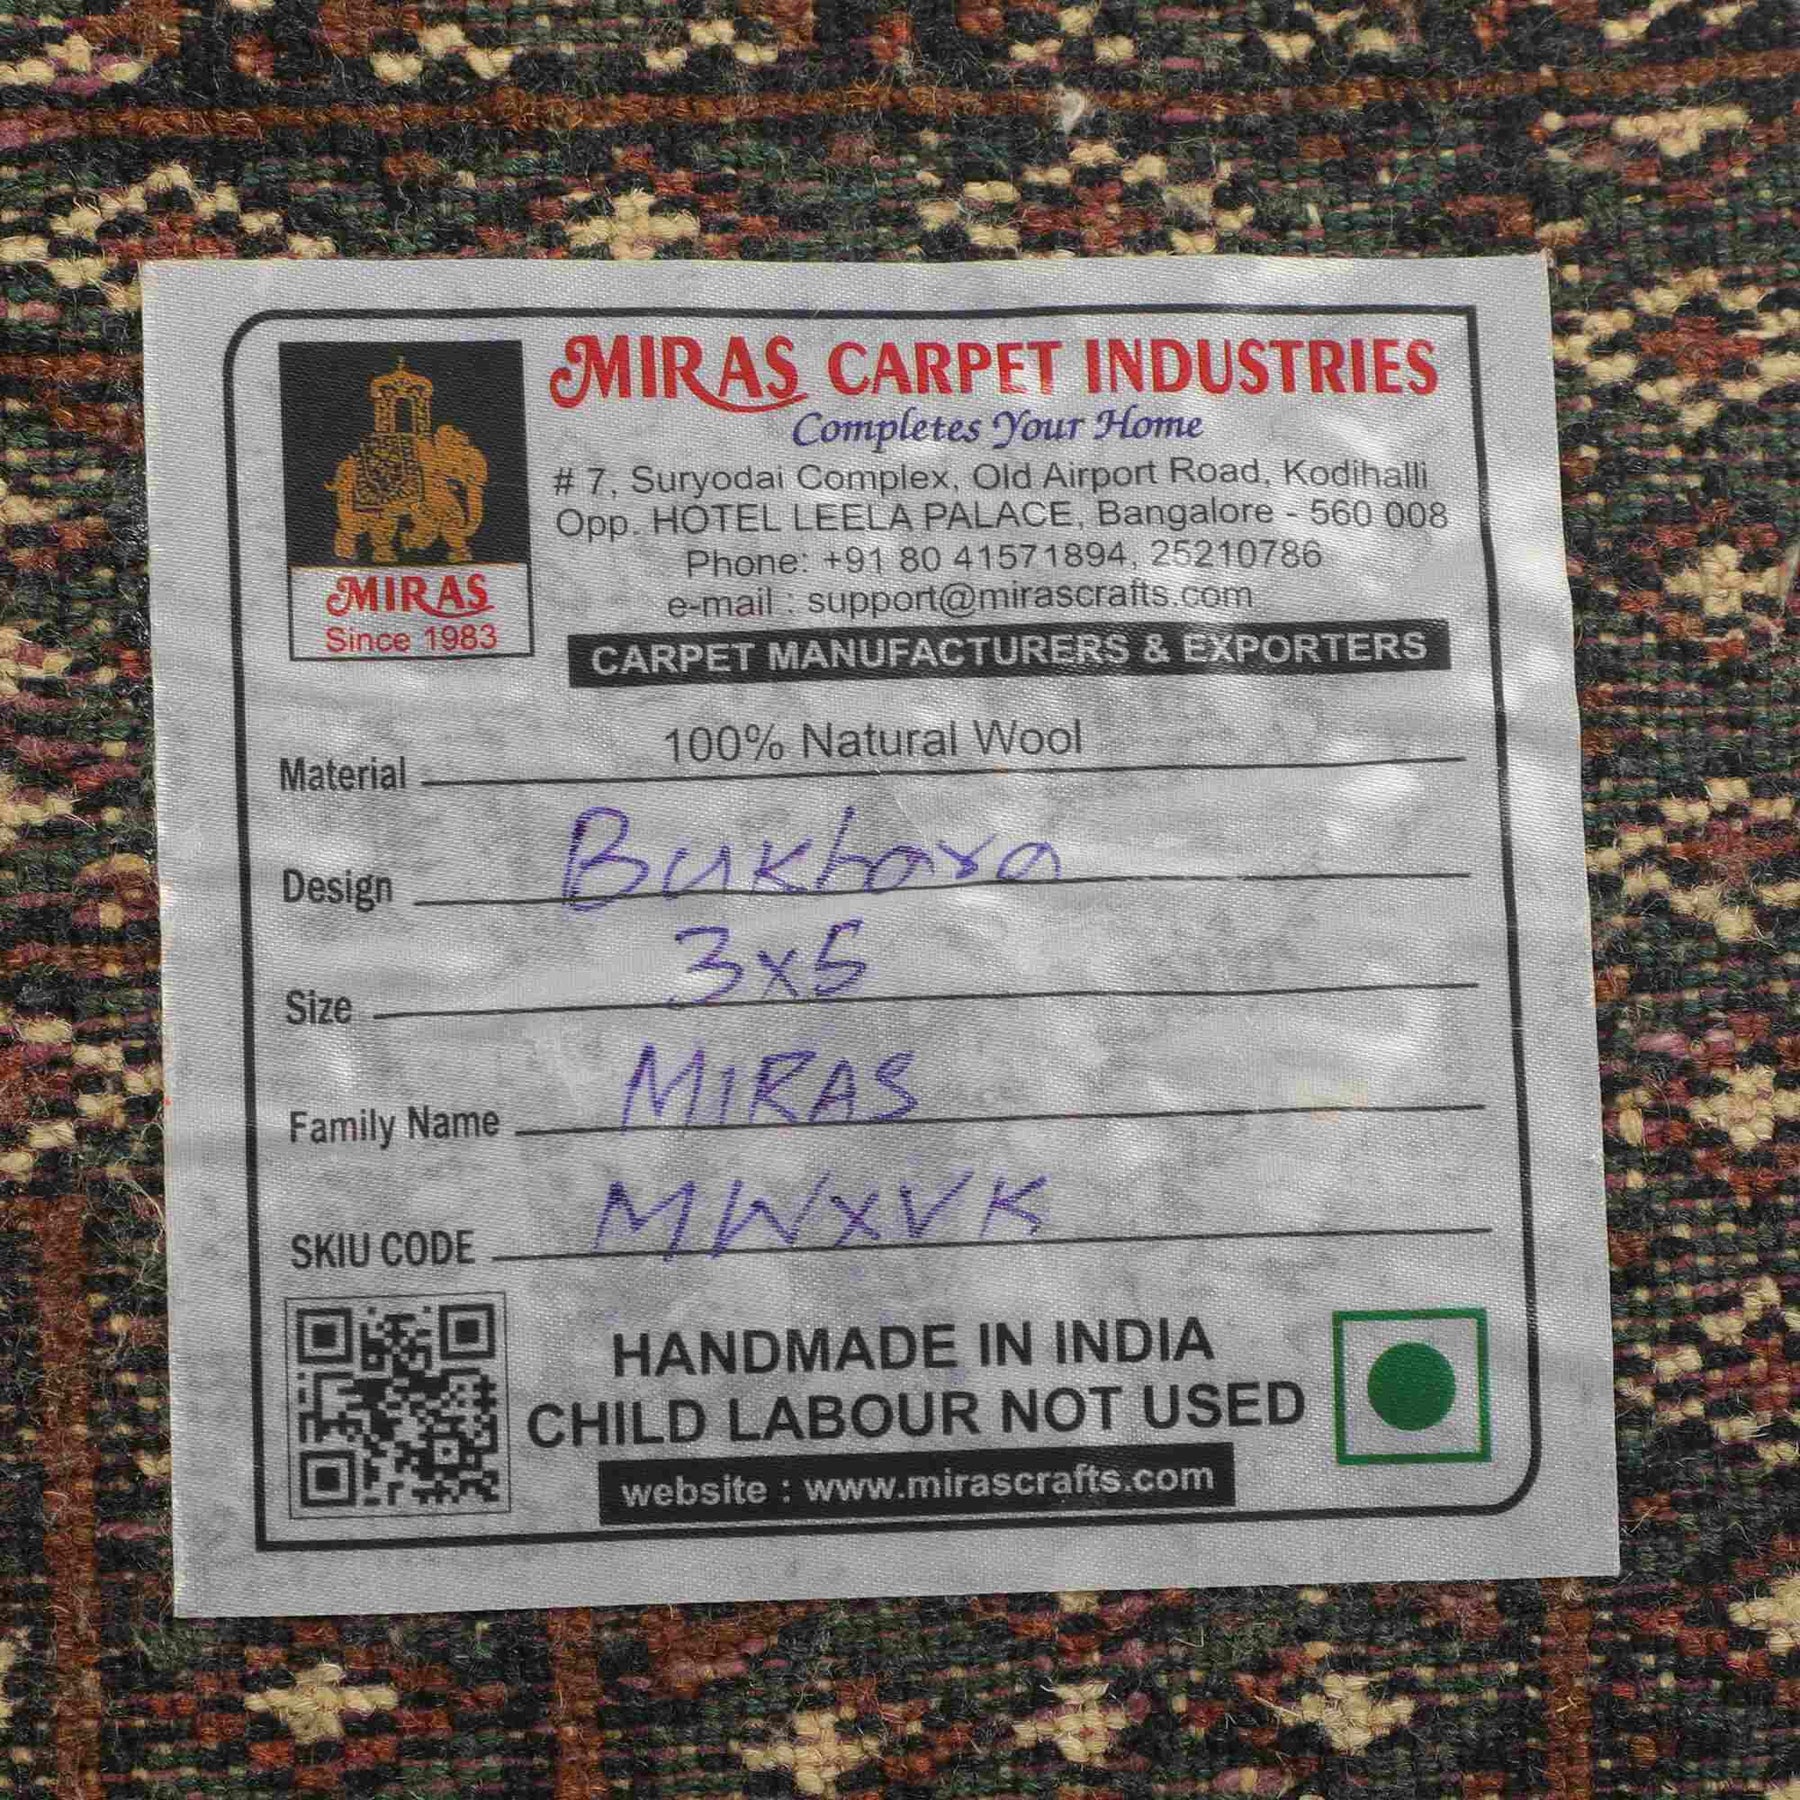 MIRAS CARPET INDUSTRIES
Completes Your Home
# 7, Suryodai Complex, Old Airport Road, Kodihalli
Opp. HOTEL LEELA PALACE, Bangalore - 560 008
Phone: +91 80 41571894, 25210786
e-mail : support@mirascrafts.com
CARPET MANUFACTURERS & EXPORTERS
MIRAS
Since 1983
Material 100% Natural Wool
Design Bukhara
Size 3x5
Family Name MIRAS
SKIU CODE MWXVK
HANDMADE IN INDIA
CHILD LABOUR NOT USED
website : www.mirascrafts.com